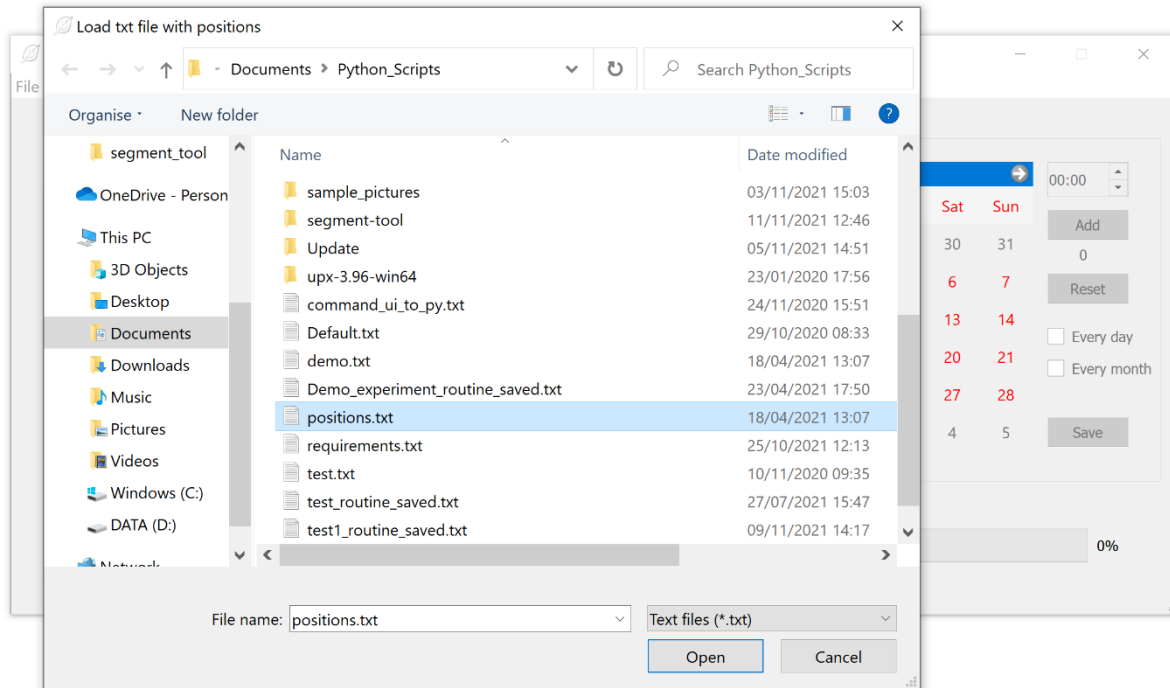 Load txt file with positions
File
Documents > Python_Scripts
Search Python_Scripts
Organise
New folder
segment_tool
OneDrive - Person
This PC
3D Objects
Desktop
Documents
Downloads
Music
Pictures
Videos
Windows (C:)
DATA (D:)
Network
Name Date modified
sample_pictures 03/11/2021 15:03
segment-tool 11/11/2021 12:46
Update 05/11/2021 14:51
upx-3.96-win64 23/01/2020 17:56
command_ui_to_py.txt 24/11/2020 15:51
Default.txt 29/10/2020 08:33
demo.txt 18/04/2021 13:07
Demo_experiment_routine_saved.txt 23/04/2021 17:50
positions.txt 18/04/2021 13:07
requirements.txt 25/10/2021 12:13
test.txt 10/11/2020 09:35
test_routine_saved.txt 27/07/2021 15:47
test1_routine_saved.txt 09/11/2021 14:17
File name: positions.txt
Text files (*.txt)
Open
Cancel
Sat Sun
30 31
6 7
13 14
20 21
27 28
4 5
00:00
Add
0
Reset
Every day
Every month
Save
0%